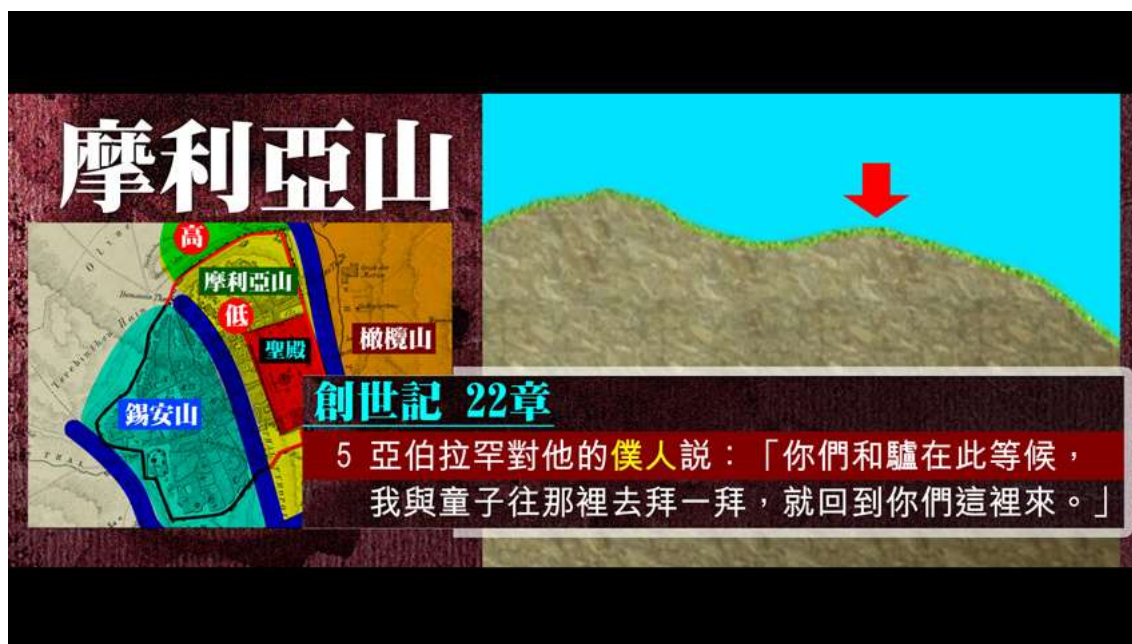 摩利亞山
高
摩利亞山
低
聖殿
橄欖山
錫安山
創世記 22章
5 亞伯拉罕對他的僕人説：「你們和驢在此等候，
我與童子往那裡去拜一拜，就回到你們這裡來。」